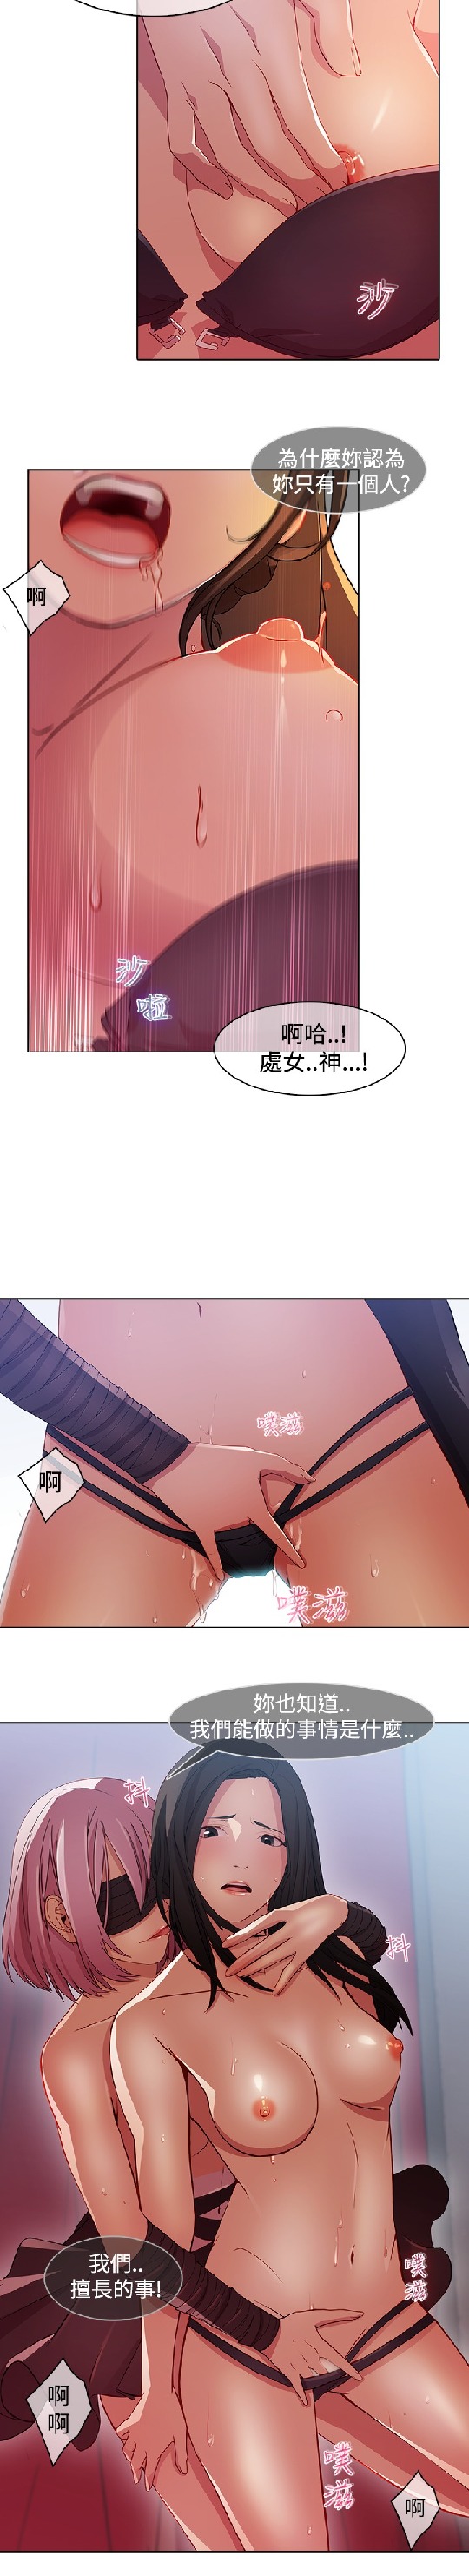 沙
為什麼妳認為
妳只有一個人?
啊
沙
啦
啊哈..!
處女..神...!
噗滋
啊
噗滋
妳也知道..
我們能做的事情是什麼..
抖
抖
我們..
擅長的事!
噗
滋
啊
啊
噗
滋
啊